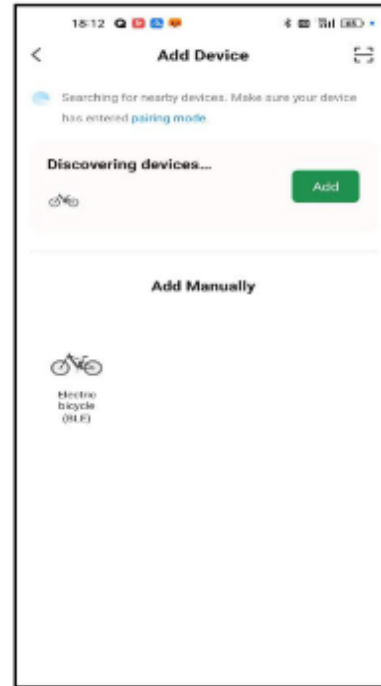 18:12
Add Device
Searching for nearby devices. Make sure your device
has entered pairing mode
Discovering devices...
Add
Add Manually
Electric
bicycle
(BLE)